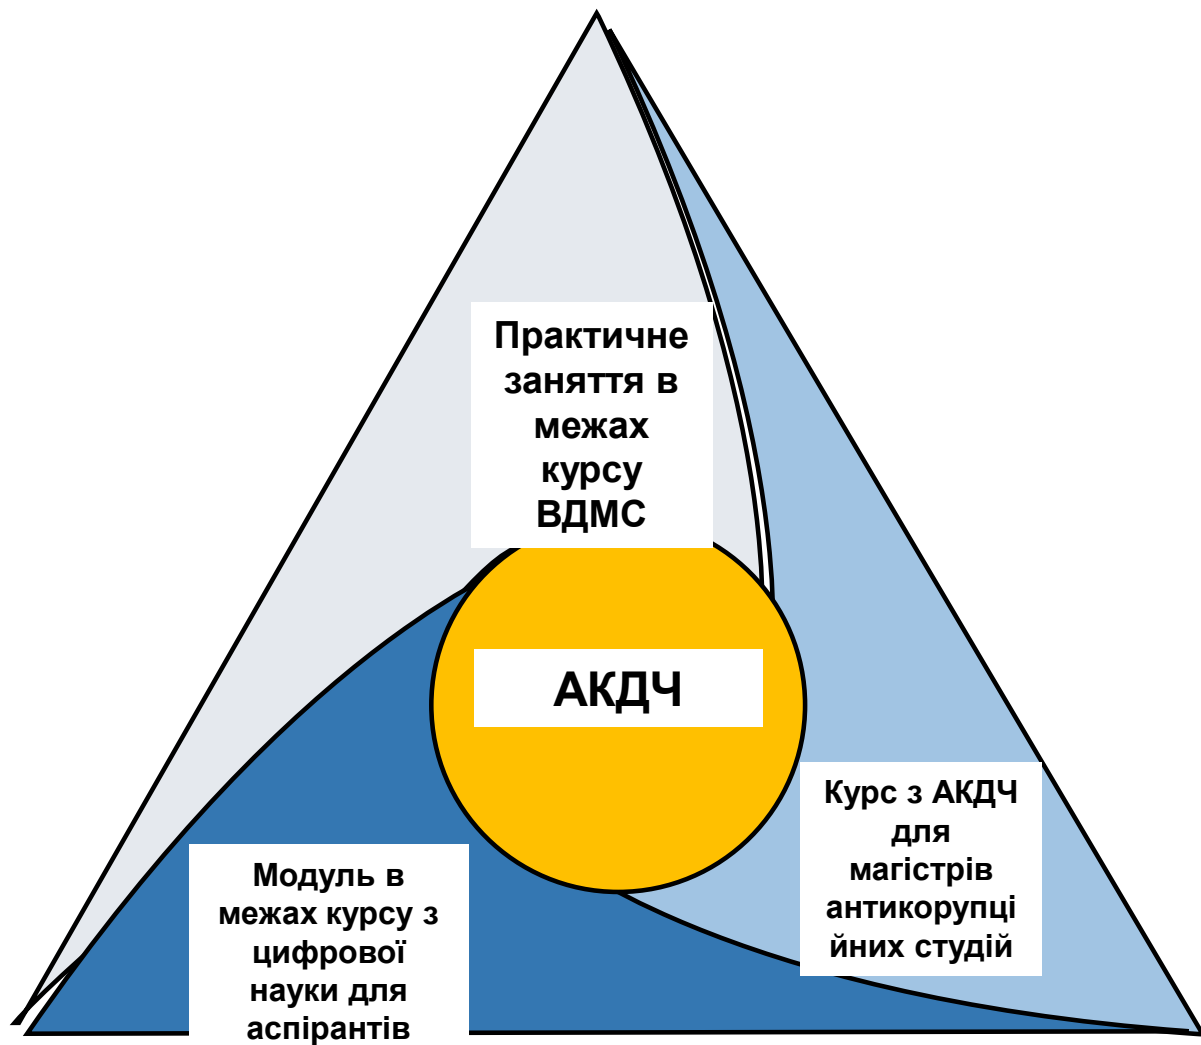 Практичне
заняття в
межах
курсу
ВДМС
АКДЧ
Курс з АКДЧ
для
магістрів
антикорупці
йних студій
Модуль в
межах курсу з
цифрової
науки для
аспірантів